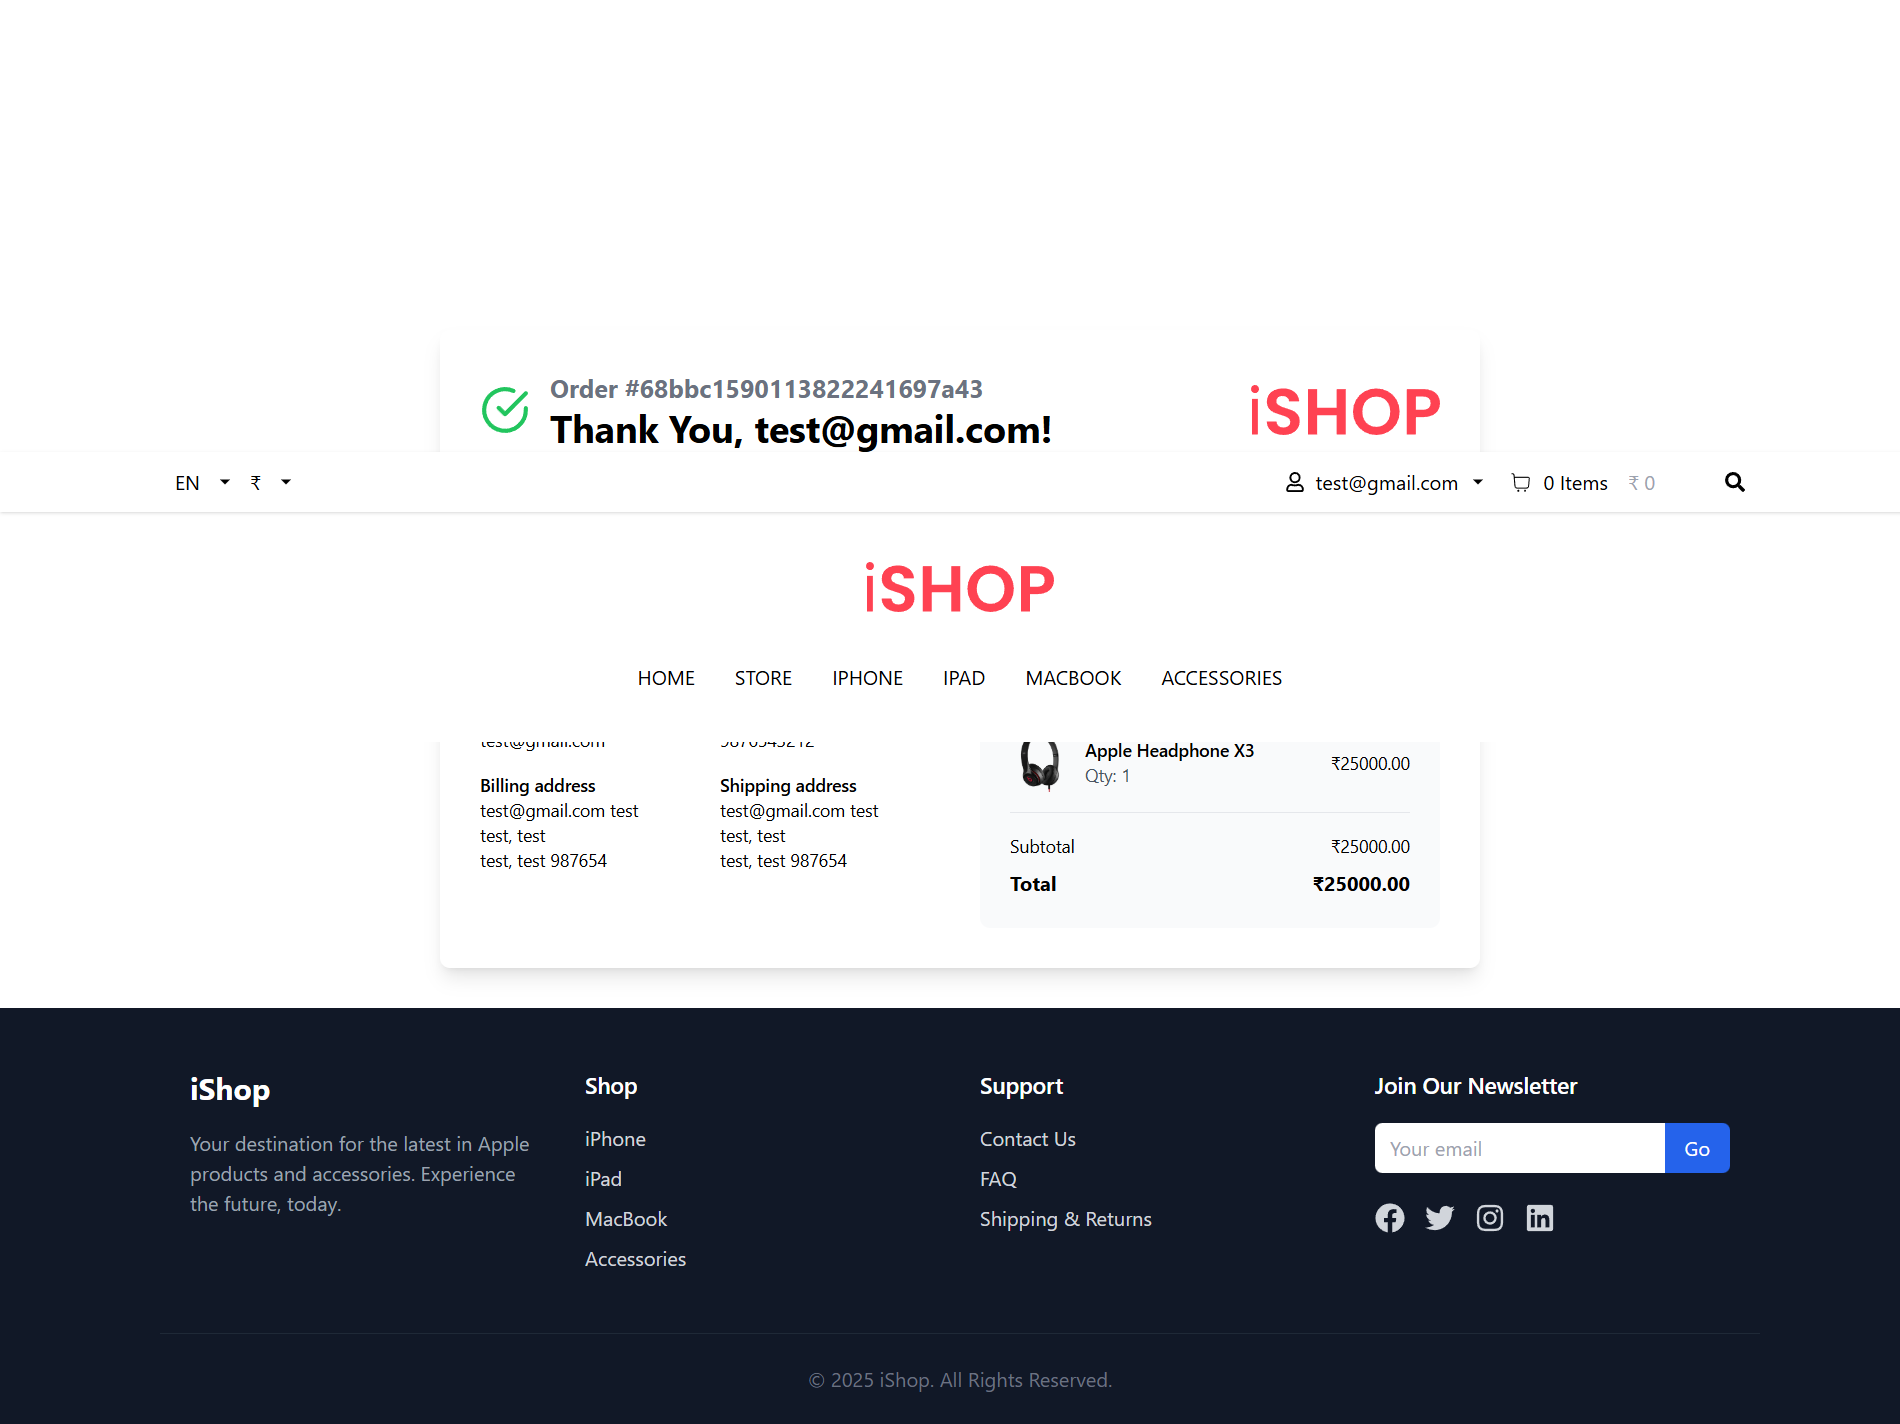 Order #68bbc1590113822241697a43
iSHOP
Thank You, test@gmail.com!
EN ₹ test@gmail.com 0 Items ₹ 0
iSHOP
HOME STORE IPHONE IPAD MACBOOK ACCESSORIES
test@gmail.com 9876543212
Apple Headphone X3
Qty: 1
₹25000.00
Billing address
test@gmail.com test
test, test
test, test 987654
Shipping address
test@gmail.com test
test, test
test, test 987654
Subtotal ₹25000.00
Total ₹25000.00
iShop
Your destination for the latest in Apple
products and accessories. Experience
the future, today.
Shop
iPhone
iPad
MacBook
Accessories
Support
Contact Us
FAQ
Shipping & Returns
Join Our Newsletter
Your email Go
© 2025 iShop. All Rights Reserved.